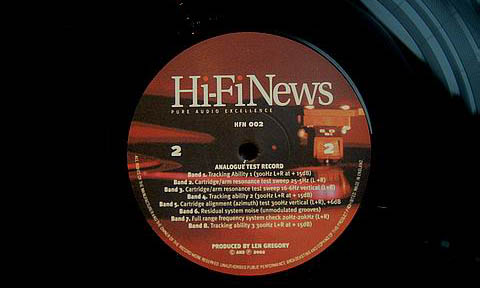 Hi-Fi News
PURE AUDIO EXCELLENCE
HFN 002
2
2
ANALOGUE TEST RECORD
Band 1. Tracking Ability 1 (300Hz L+R at + 15dB)
Band 2. Cartridge/arm resonance test sweep 25-5Hz (L+R)
Band 3. Cartridge/arm resonance test sweep 16-6Hz vertical (L+R)
Band 4. Tracking ability 2 (300Hz L+R at + 15dB)
Band 5. Cartridge alignment (azimuth) test 300Hz vertical (L+R), +6dB
Band 6. Residual system noise (unmodulated grooves)
Band 7. Full range frequency system check 20Hz-20kHz (L+R)
Band 8. Tracking ability 3 300Hz L+R at + 15dB)
PRODUCED BY LEN GREGORY
© AND ℗ 2002